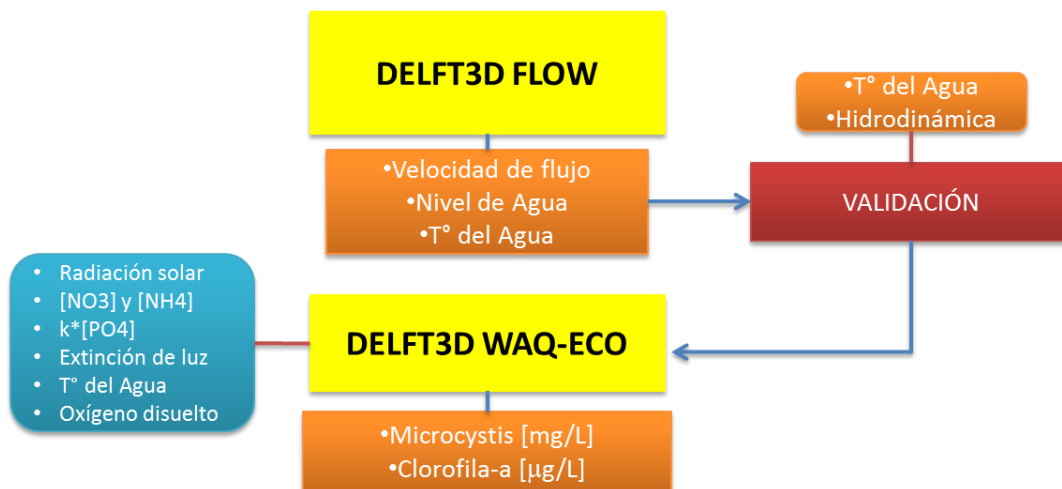 DELFT3D FLOW
•Velocidad de flujo
•Nivel de Agua
•T° del Agua
•T° del Agua
•Hidrodinámica
VALIDACIÓN
• Radiación solar
• [NO3] y [NH4]
• k*[PO4]
• Extinción de luz
• T° del Agua
• Oxígeno disuelto
DELFT3D WAQ-ECO
•Microcystis [mg/L]
•Clorofila-a [μg/L]